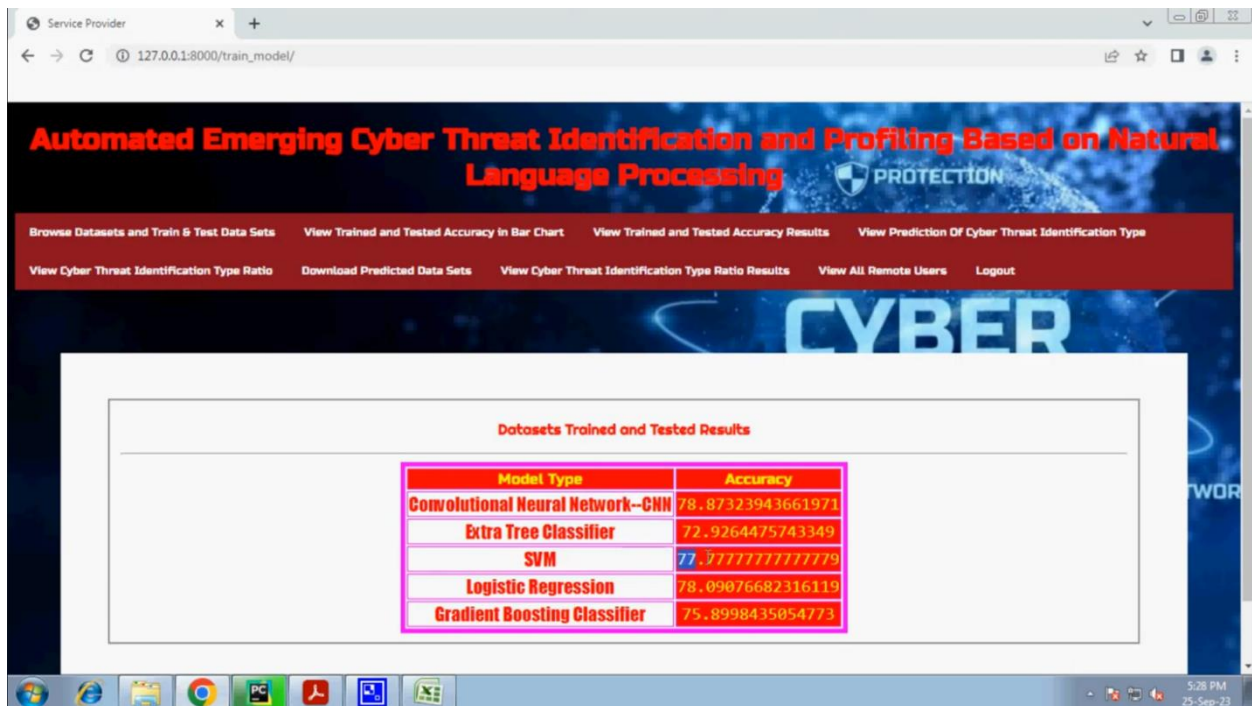 Service Provider
127.0.0.1:8000/train_model/
Automated Emerging Cyber Threat Identification and Profiling Based on Natural
Language Processing
PROTECTION
Browse Datasets and Train & Test Data Sets View Trained and Tested Accuracy in Bar Chart View Trained and Tested Accuracy Results View Prediction Of Cyber Threat Identification Type
View Cyber Threat Identification Type Ratio Download Predicted Data Sets View Cyber Threat Identification Type Ratio Results View All Remote Users Logout
CYBER
Datasets Trained and Tested Results
TWOR
Model Type Accuracy
Convolutional Neural Network--CNN 78.87323943661971
Extra Tree Classifier 72.9264475743349
SVM 77.77777777777779
Logistic Regression 78.09076682316119
Gradient Boosting Classifier 75.8998435054773
PC
5:28 PM
25-Sep-23